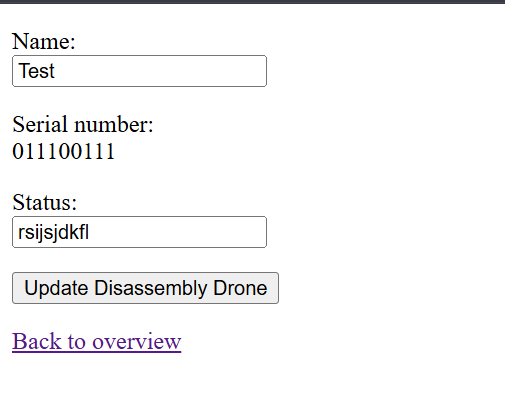 Name:
Test
Serial number:
011100111
Status:
rsijsjdkfl
Update Disassembly Drone
Back to overview